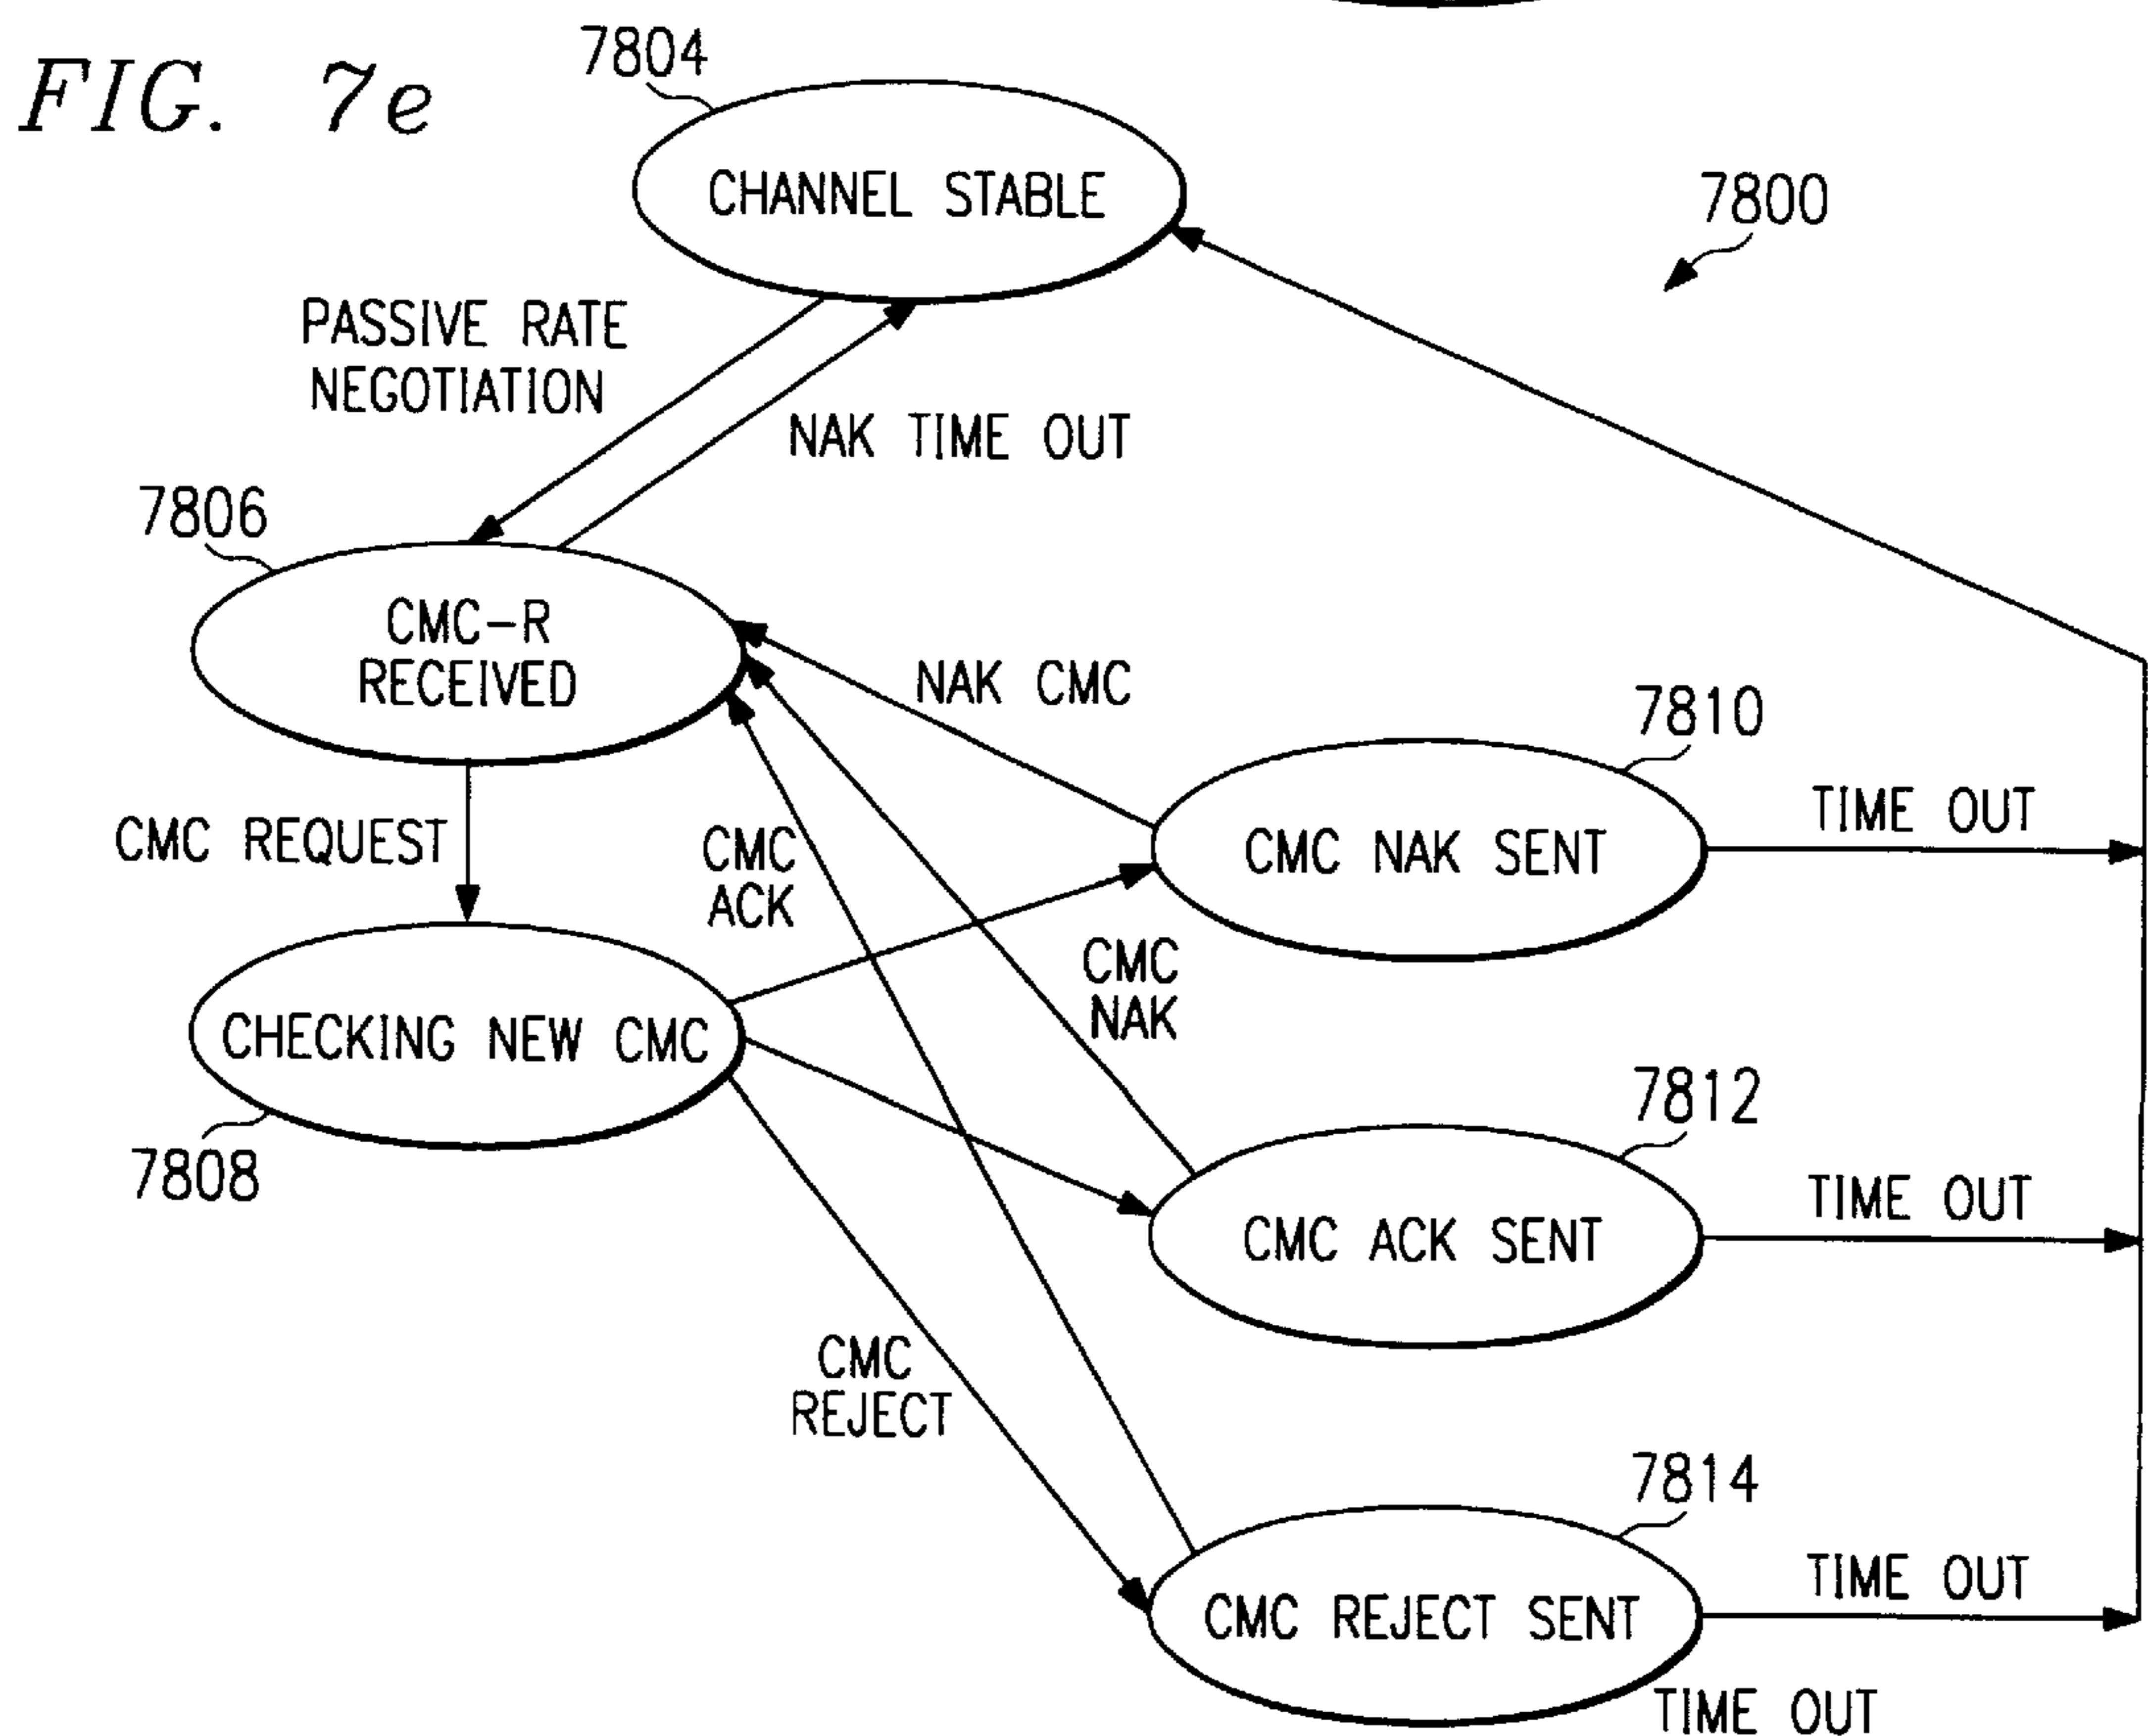 FIG. 7e
7804
CHANNEL STABLE
7800
PASSIVE RATE
NEGOTIATION
NAK TIME OUT
7806
CMC-R
RECEIVED
NAK CMC
7810
CMC REQUEST
CMC
ACK
CMC NAK SENT
TIME OUT
CMC
NAK
CHECKING NEW CMC
7808
7812
CMC ACK SENT
TIME OUT
CMC
REJECT
7814
CMC REJECT SENT
TIME OUT
TIME OUT